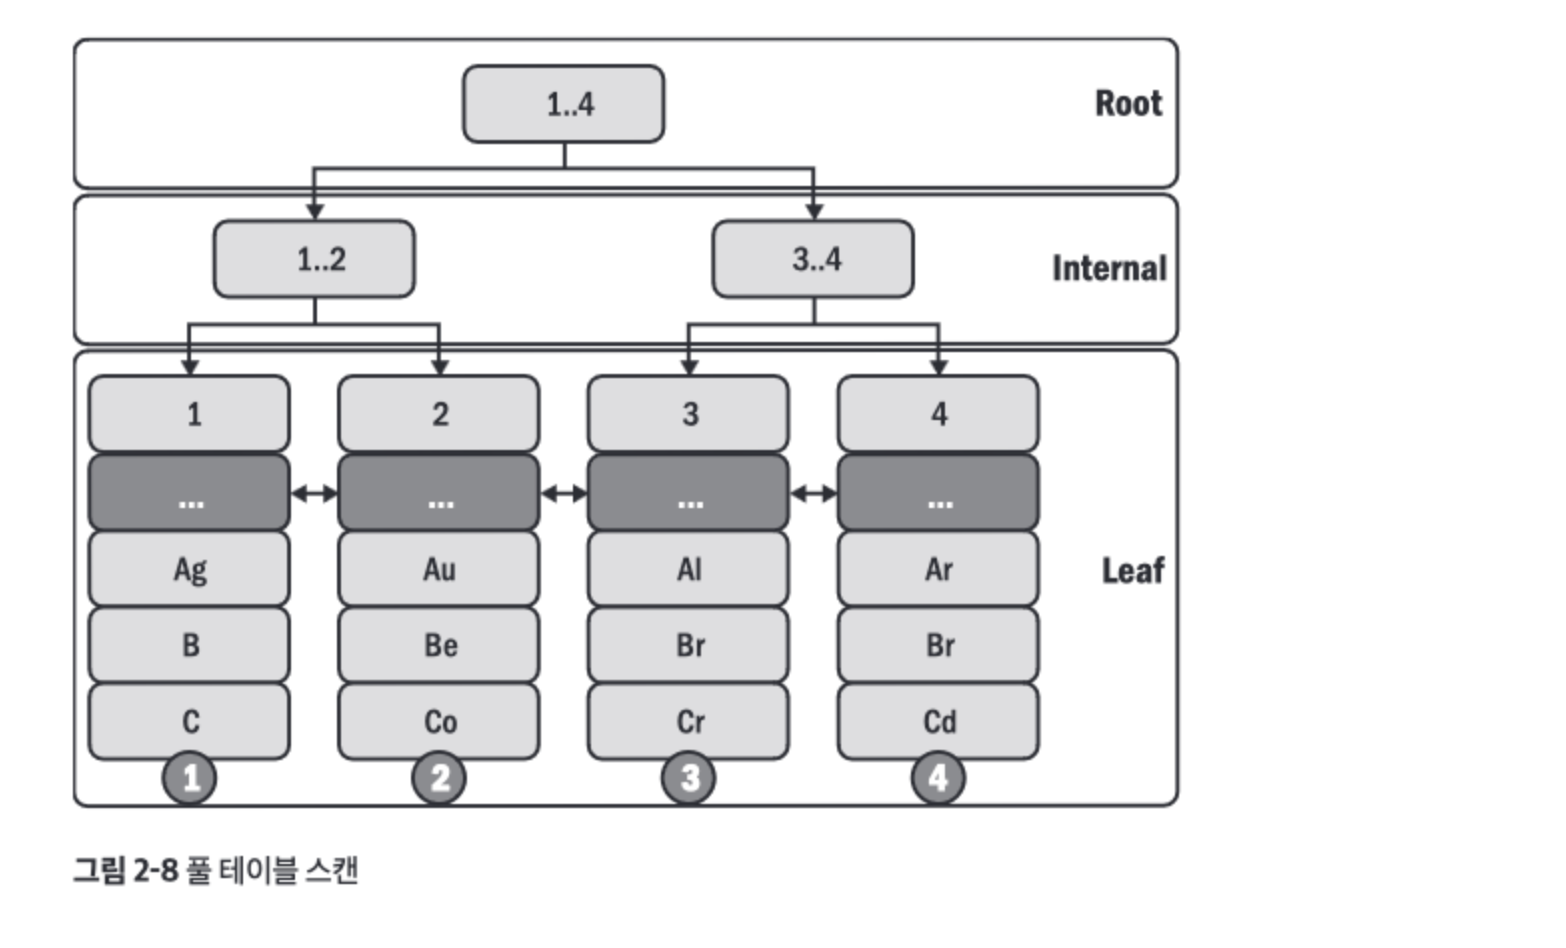 1..4
Root
1..2
3..4
Internal
1
2
3
4
...
...
...
...
Ag
Au
Al
Ar
Leaf
B
Be
Br
Br
C
Co
Cr
Cd
1
2
3
4
그림 2-8 풀 테이블 스캔